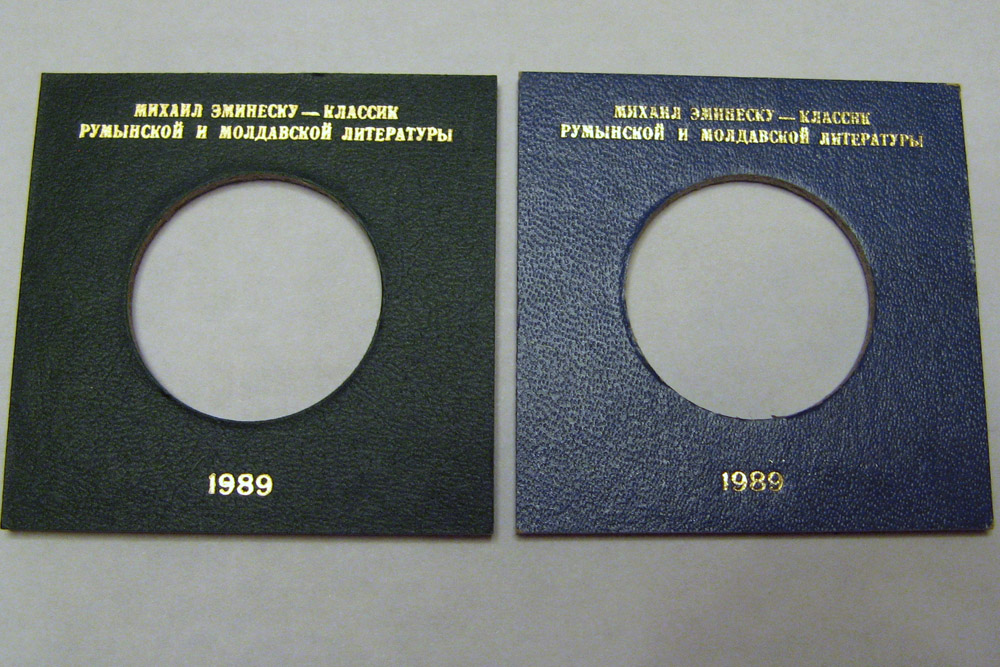 МИХАИЛ ЭМИНЕСКУ — КЛАССИК
РУМЫНСКОЙ И МОЛДАВСКОЙ ЛИТЕРАТУРЫ
1989
МИХАИЛ ЭМИНЕСКУ — КЛАССИК
РУМЫНСКОЙ И МОЛДАВСКОЙ ЛИТЕРАТУРЫ
1989